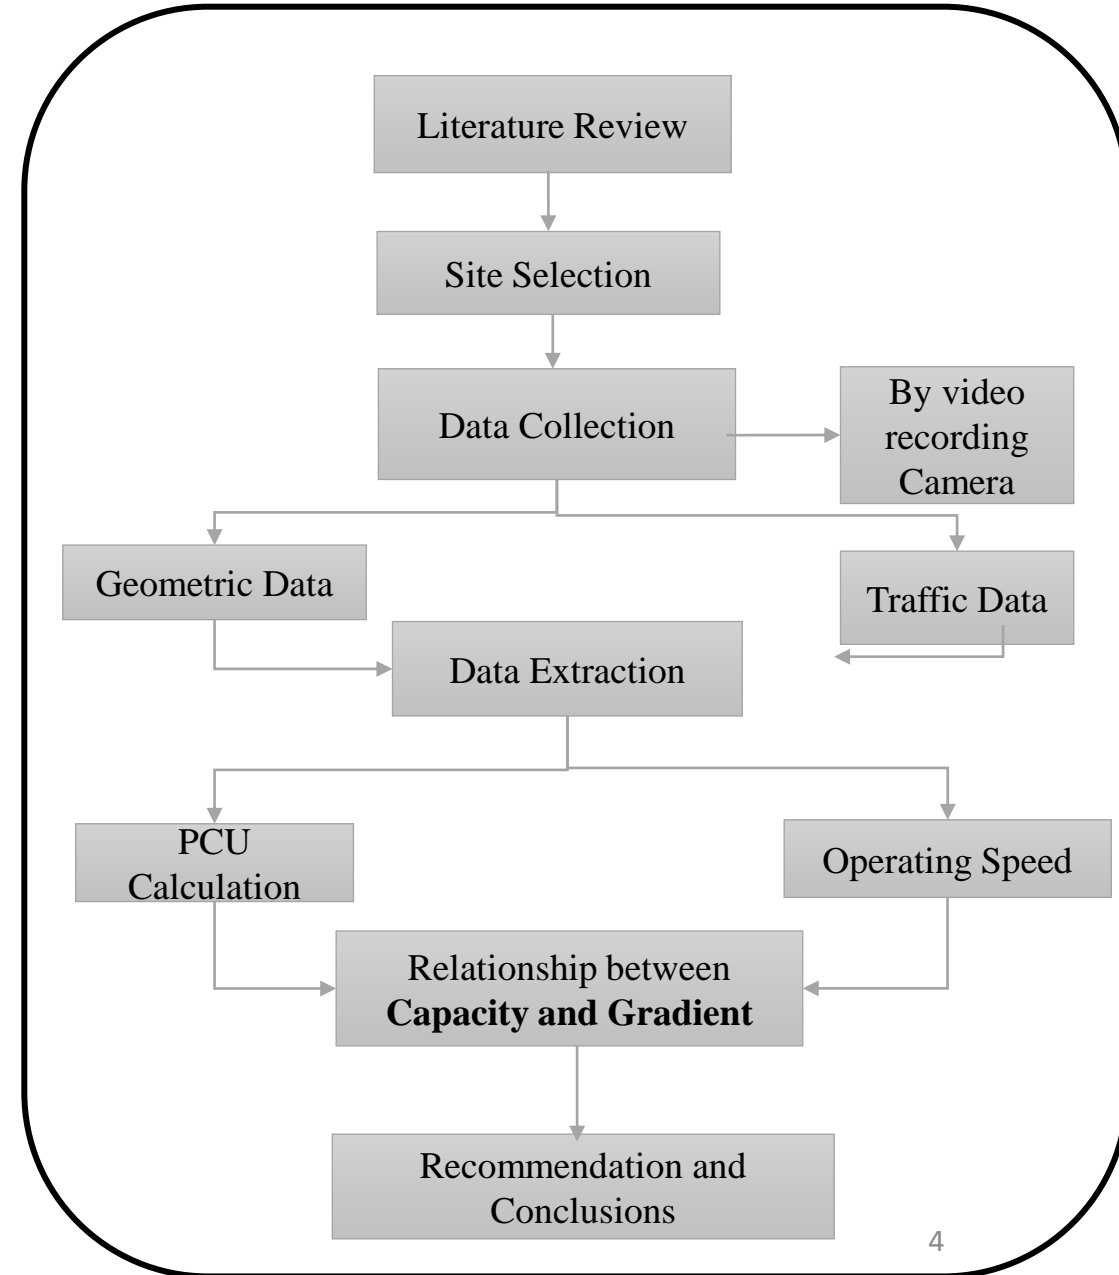 Literature Review
Site Selection
Data Collection
By video
recording
Camera
Geometric Data
Traffic Data
Data Extraction
PCU
Calculation
Operating Speed
Relationship between
Capacity and Gradient
Recommendation and
Conclusions
4